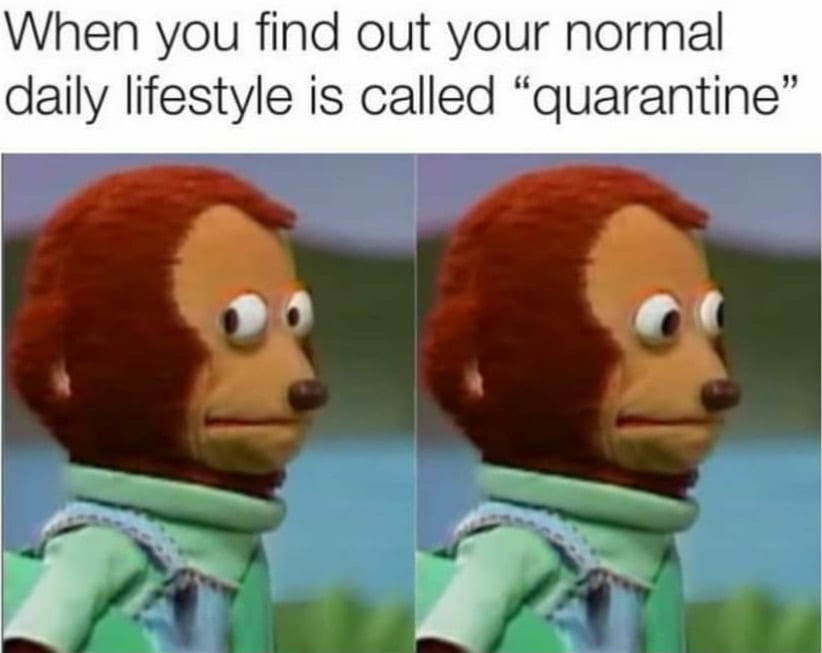 When you find out your normal
daily lifestyle is called “quarantine”